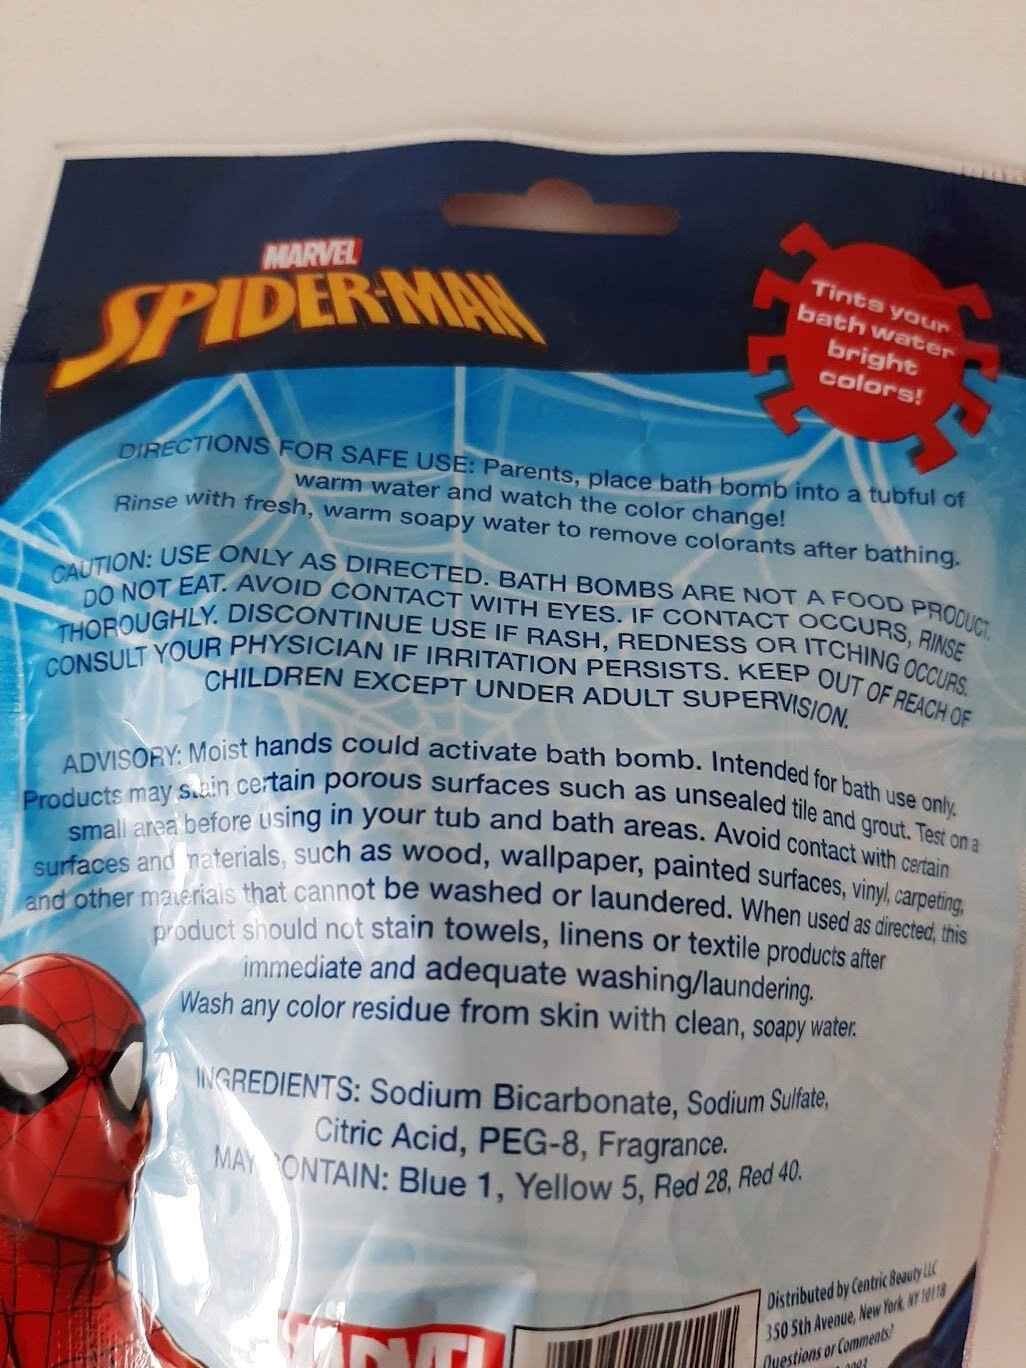 MARVEL
SPIDER-MAN
Tints your
bath water
bright
colors!
DIRECTIONS FOR SAFE USE: Parents, place bath bomb into a tubful of
warm water and watch the color change!
Rinse with fresh, warm soapy water to remove colorants after bathing.
CAUTION: USE ONLY AS DIRECTED. BATH BOMBS ARE NOT A FOOD PRODUCT.
DO NOT EAT. AVOID CONTACT WITH EYES. IF CONTACT OCCURS, RINSE
THOROUGHLY. DISCONTINUE USE IF RASH, REDNESS OR ITCHING OCCURS.
CONSULT YOUR PHYSICIAN IF IRRITATION PERSISTS. KEEP OUT OF REACH OF
CHILDREN EXCEPT UNDER ADULT SUPERVISION.
ADVISORY: Moist hands could activate bath bomb. Intended for bath use only.
Products may stain certain porous surfaces such as unsealed tile and grout. Test on a
small area before using in your tub and bath areas. Avoid contact with certain
surfaces and materials, such as wood, wallpaper, painted surfaces, vinyl, carpeting,
and other materials that cannot be washed or laundered. When used as directed, this
product should not stain towels, linens or textile products after
immediate and adequate washing/laundering.
Wash any color residue from skin with clean, soapy water.
INGREDIENTS: Sodium Bicarbonate, Sodium Sulfate,
Citric Acid, PEG-8, Fragrance.
MAY CONTAIN: Blue 1, Yellow 5, Red 28, Red 40.
MARVEL
Distributed by Centric Beauty LLC
350 5th Avenue, New York, NY 10118
Questions or Comments?